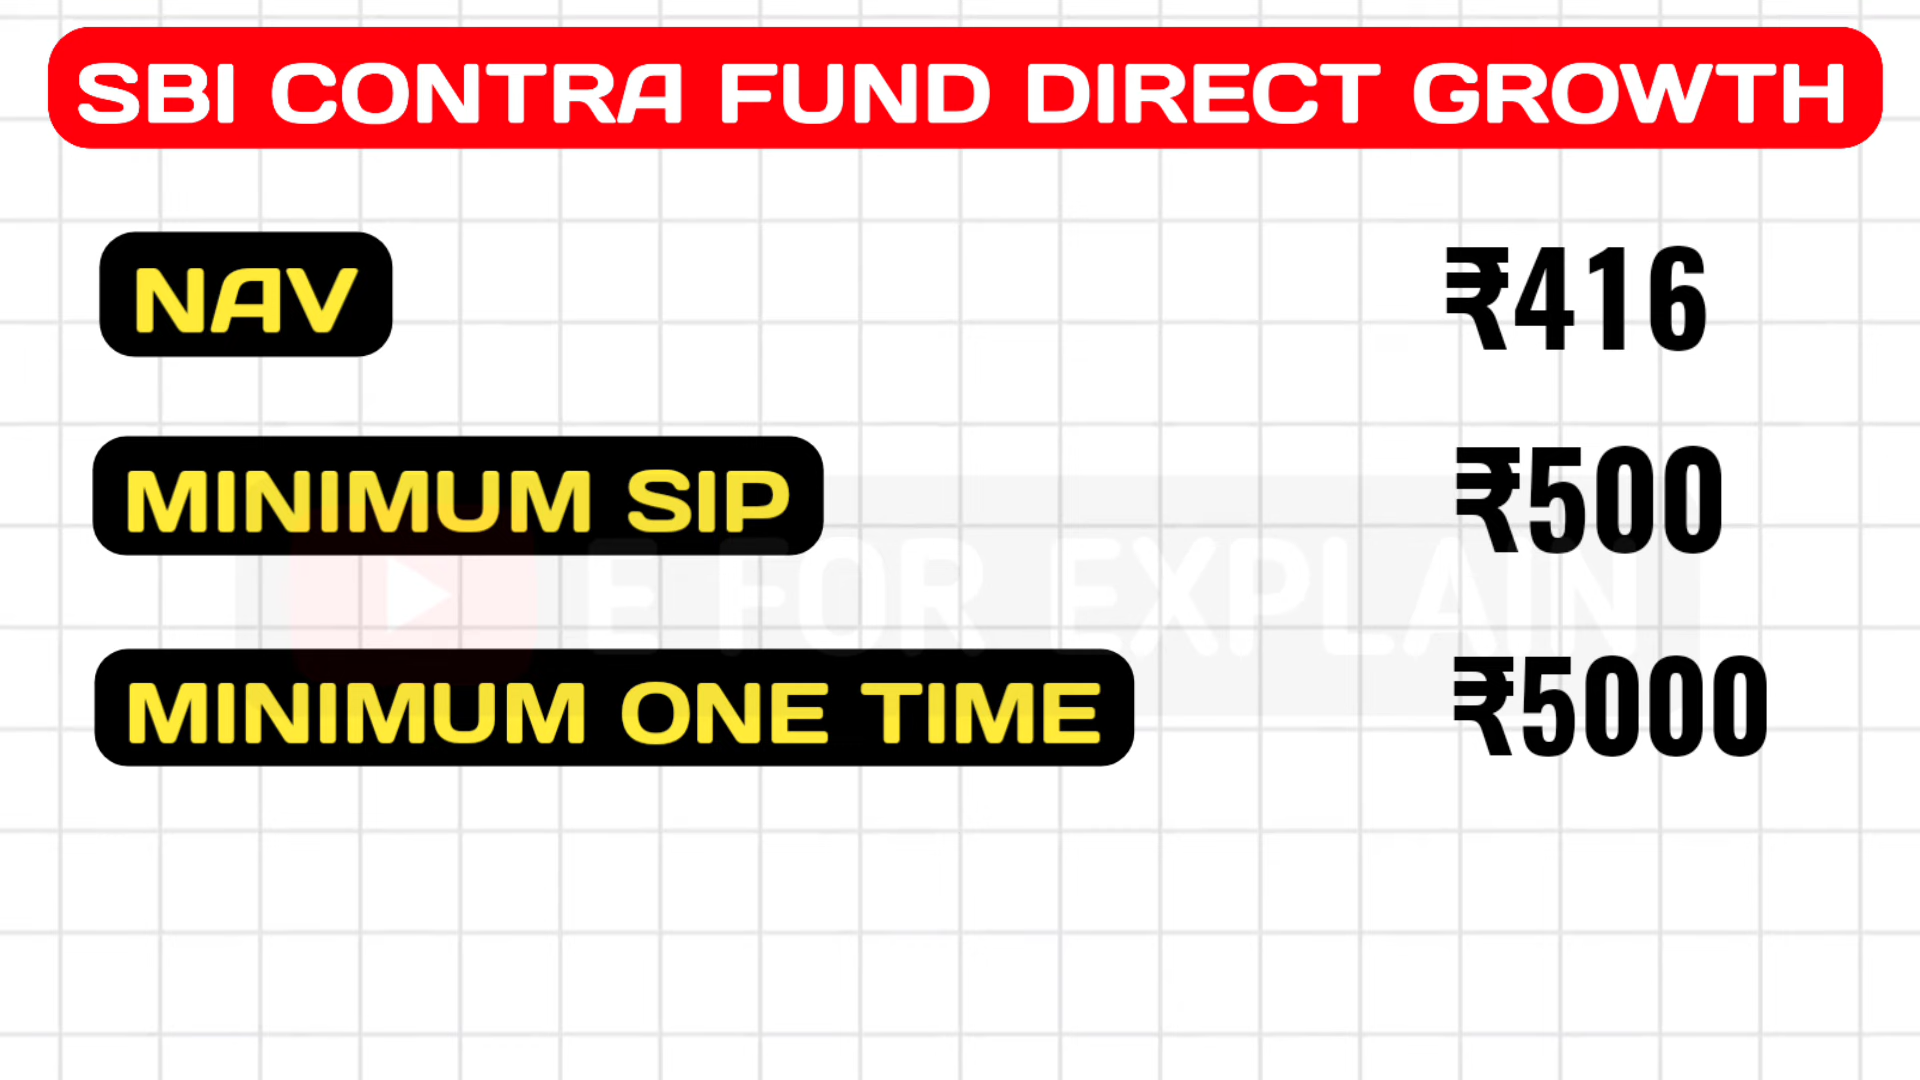 SBI CONTRA FUND DIRECT GROWTH
NAV ₹416
MINIMUM SIP ₹500
E FOR EXPLAIN
MINIMUM ONE TIME ₹5000